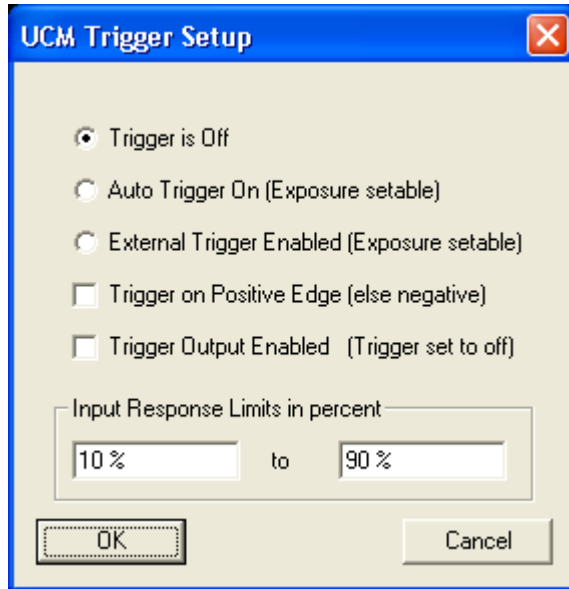 UCM Trigger Setup
Trigger is Off
Auto Trigger On (Exposure setable)
External Trigger Enabled (Exposure setable)
Trigger on Positive Edge (else negative)
Trigger Output Enabled (Trigger set to off)
Input Response Limits in percent
10 % to 90 %
OK Cancel